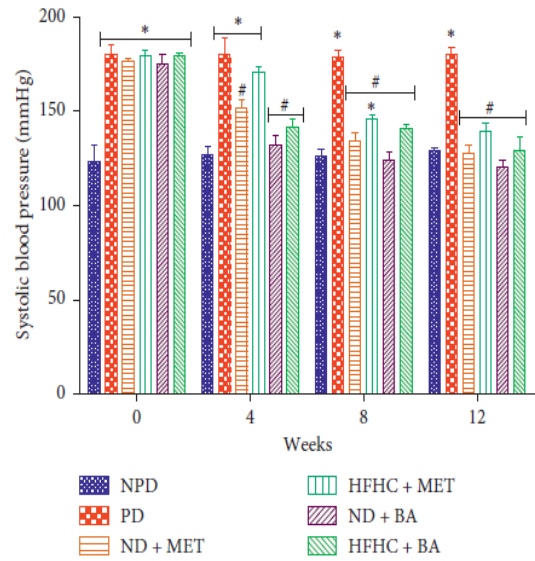 200
150
100
50
0
Systolic blood pressure (mmHg)
*
*
#
#
*
#
*
*
#
0 4 8 12
Weeks
NPD
PD
ND + MET
HFHC + MET
ND + BA
HFHC + BA